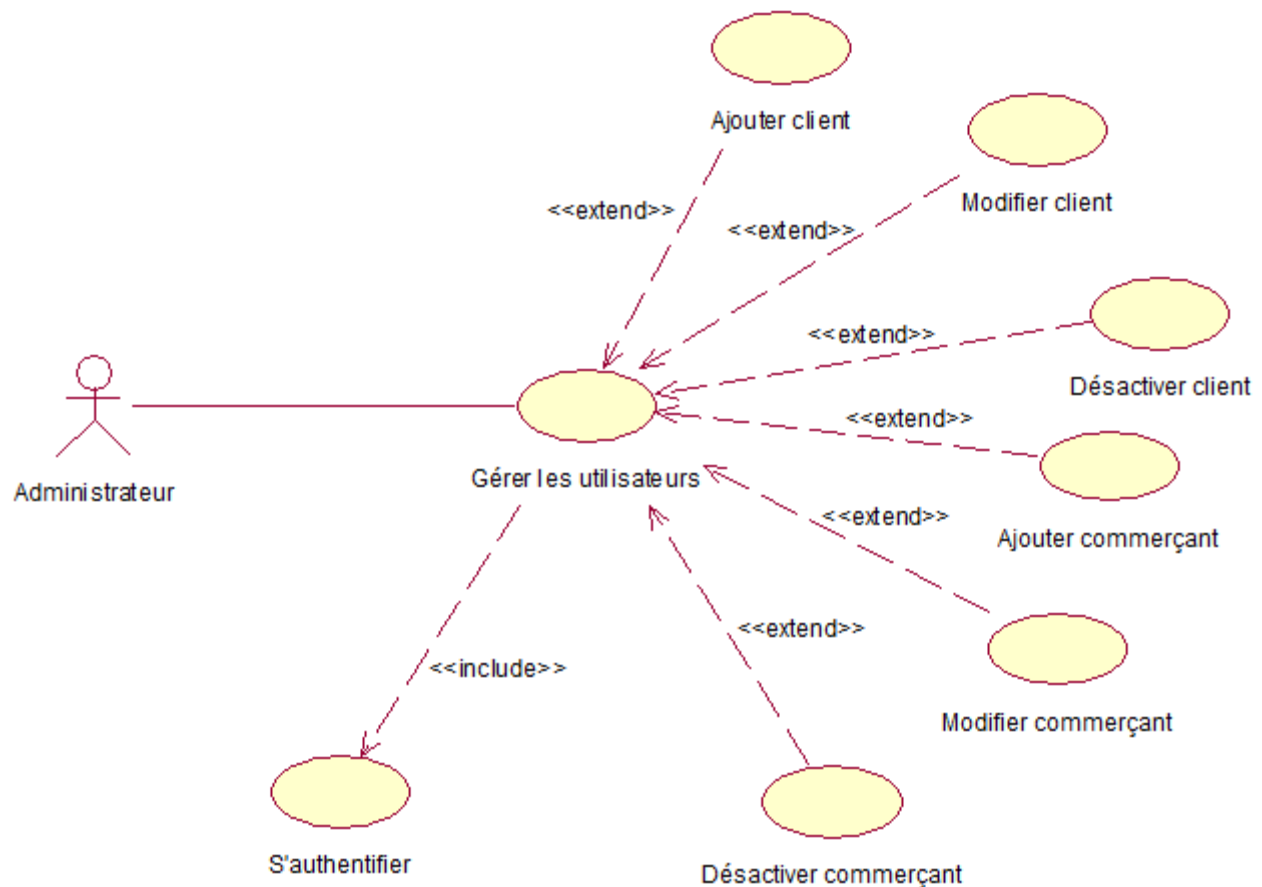 Ajouter client
Modifier client
<<extend>>
<<extend>>
<<extend>>
Désactiver client
<<extend>>
Gérer les utilisateurs
Administrateur
<<extend>>
Ajouter commerçant
<<extend>>
<<include>>
Modifier commerçant
S'authentifier
Désactiver commerçant